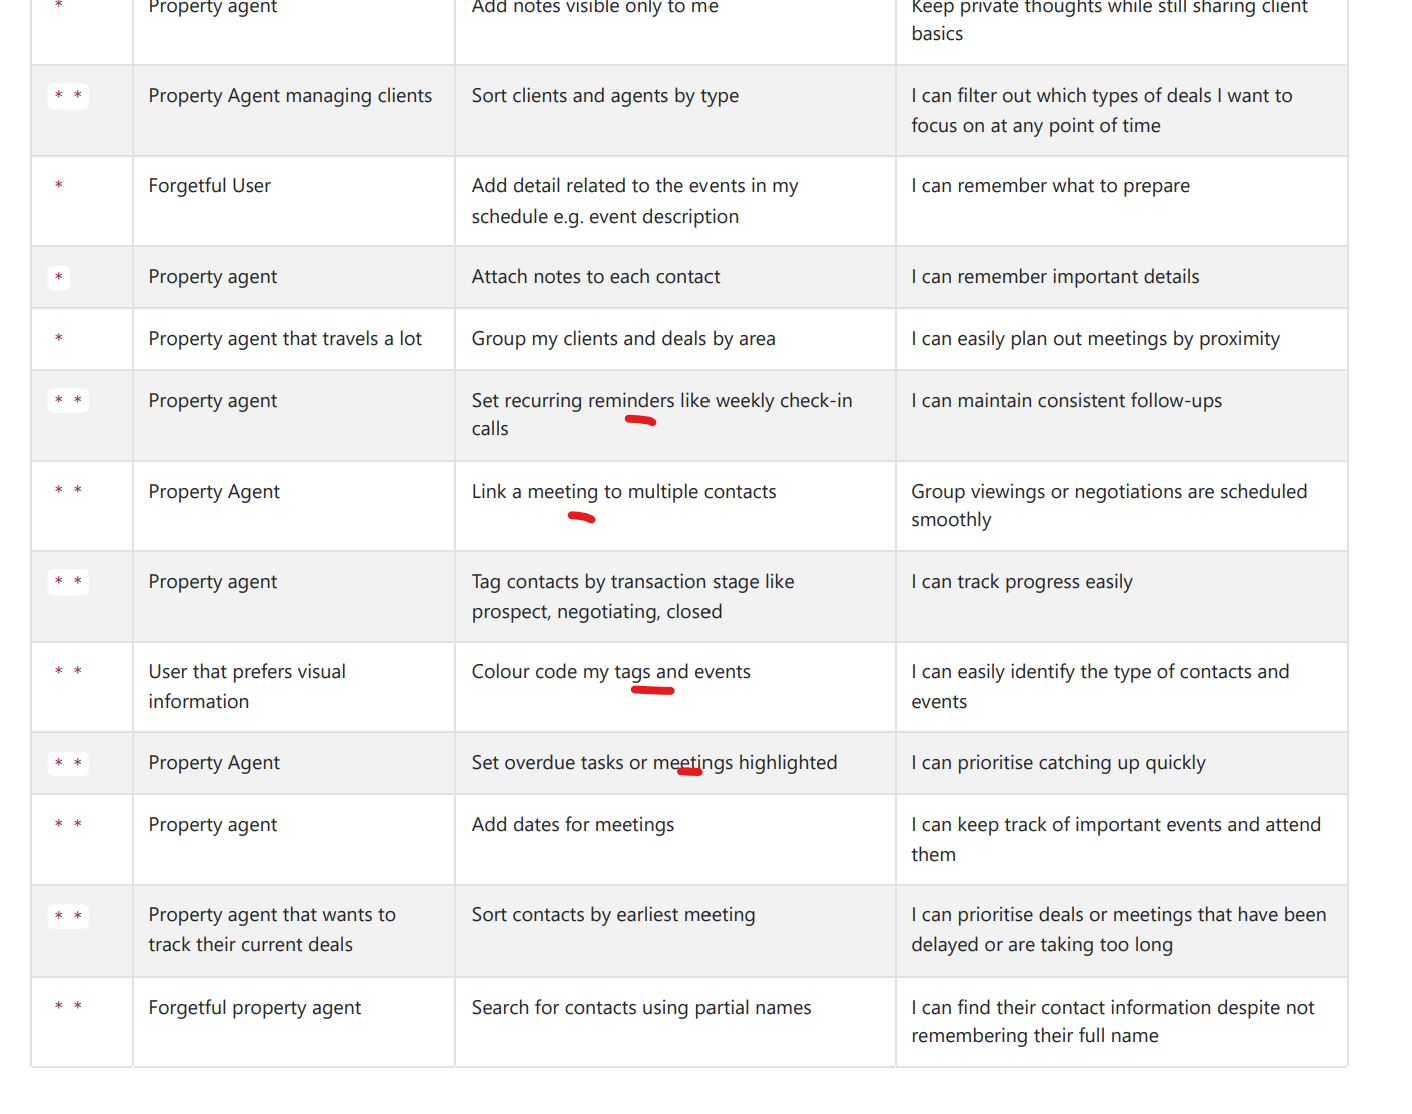 * Property agent Add notes visible only to me Keep private thoughts while still sharing client
basics
* * Property Agent managing clients Sort clients and agents by type I can filter out which types of deals I want to
focus on at any point of time
* Forgetful User Add detail related to the events in my I can remember what to prepare
schedule e.g. event description
* Property agent Attach notes to each contact I can remember important details
* Property agent that travels a lot Group my clients and deals by area I can easily plan out meetings by proximity
* * Property agent Set recurring reminders like weekly check-in I can maintain consistent follow-ups
calls
* * Property Agent Link a meeting to multiple contacts Group viewings or negotiations are scheduled
smoothly
* * Property agent Tag contacts by transaction stage like I can track progress easily
prospect, negotiating, closed
* * User that prefers visual Colour code my tags and events I can easily identify the type of contacts and
information events
* * Property Agent Set overdue tasks or meetings highlighted I can prioritise catching up quickly
* * Property agent Add dates for meetings I can keep track of important events and attend
them
* * Property agent that wants to Sort contacts by earliest meeting I can prioritise deals or meetings that have been
track their current deals delayed or are taking too long
* * Forgetful property agent Search for contacts using partial names I can find their contact information despite not
remembering their full name